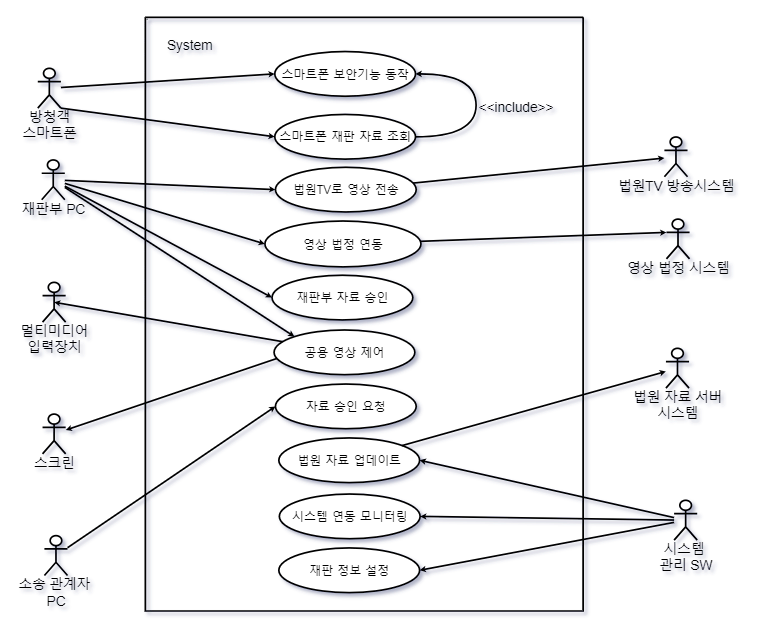 System
스마트폰 보안기능 동작
<<include>>
방청객
스마트폰
스마트폰 재판 자료 조회
법원TV로 영상 전송
법원TV 방송시스템
재판부 PC
영상 법정 연동
영상 법정 시스템
재판부 자료 승인
멀티미디어
입력장치
공용 영상 제어
법원 자료 서버
시스템
자료 승인 요청
스크린
법원 자료 업데이트
시스템 연동 모니터링
시스템
관리 SW
재판 정보 설정
소송 관계자
PC